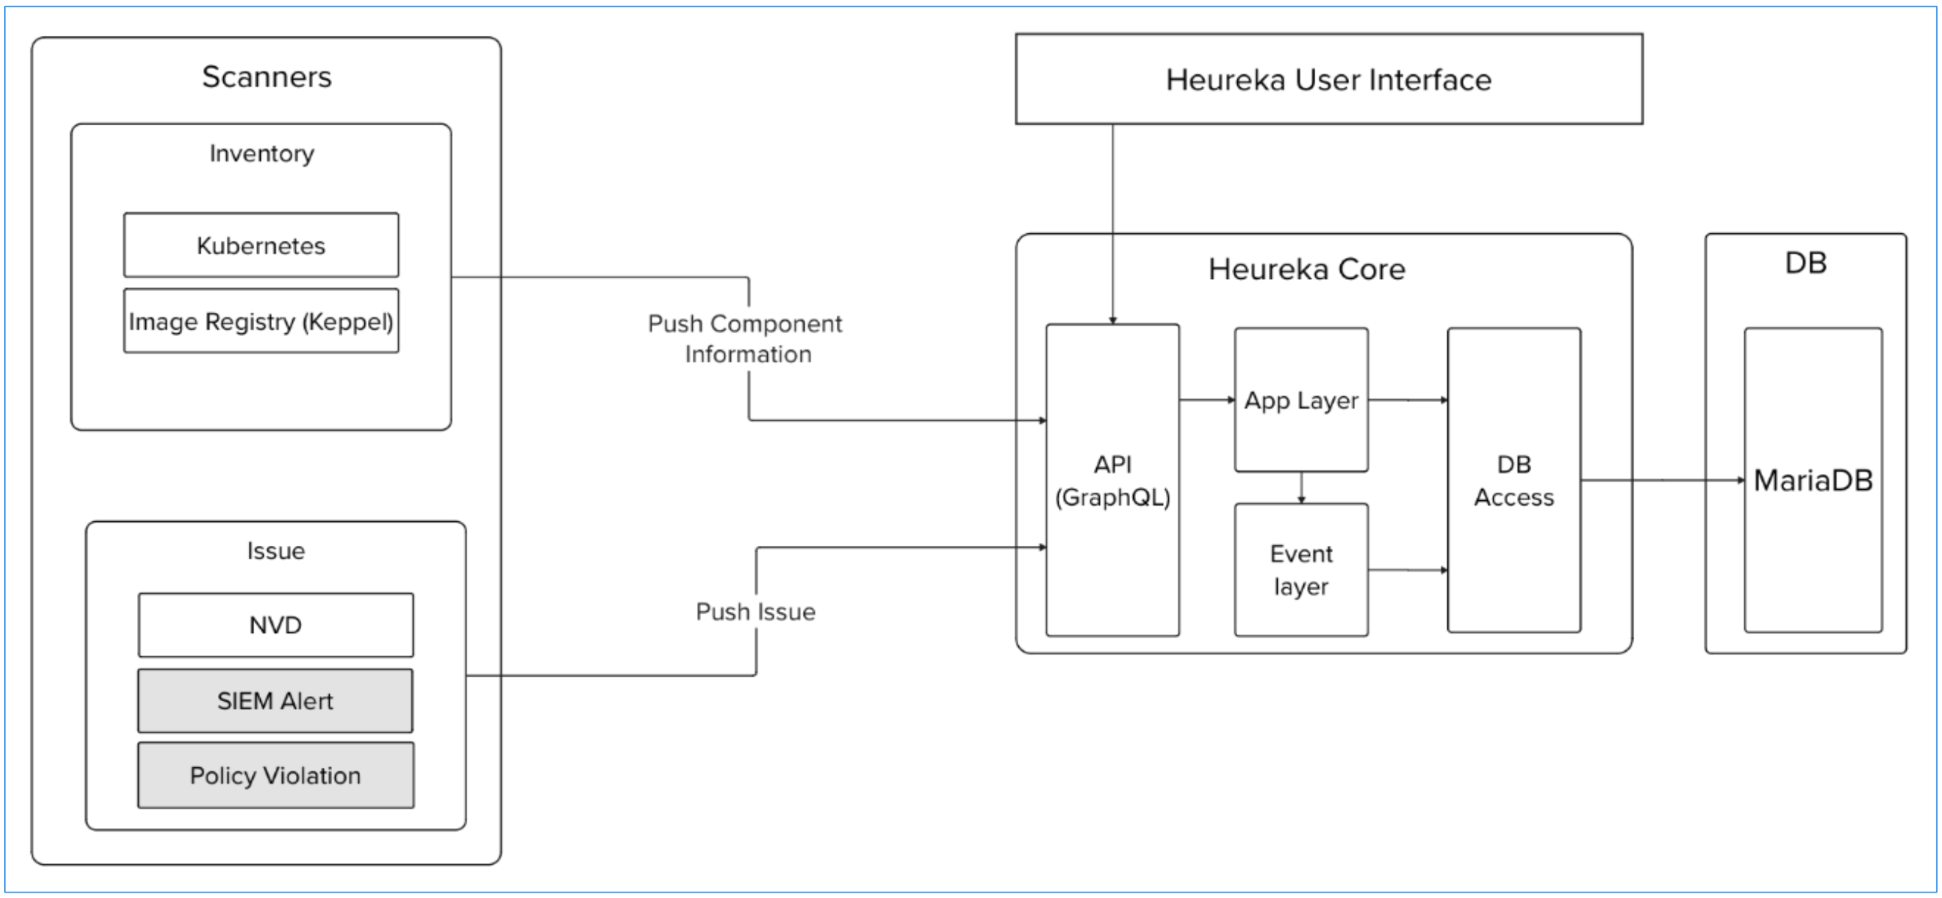 Scanners
Inventory
Kubernetes
Image Registry (Keppel)
Issue
NVD
SIEM Alert
Policy Violation
Push Component
Information
Push Issue
Heureka User Interface
Heureka Core
API
(GraphQL)
App Layer
Event
layer
DB
Access
DB
MariaDB